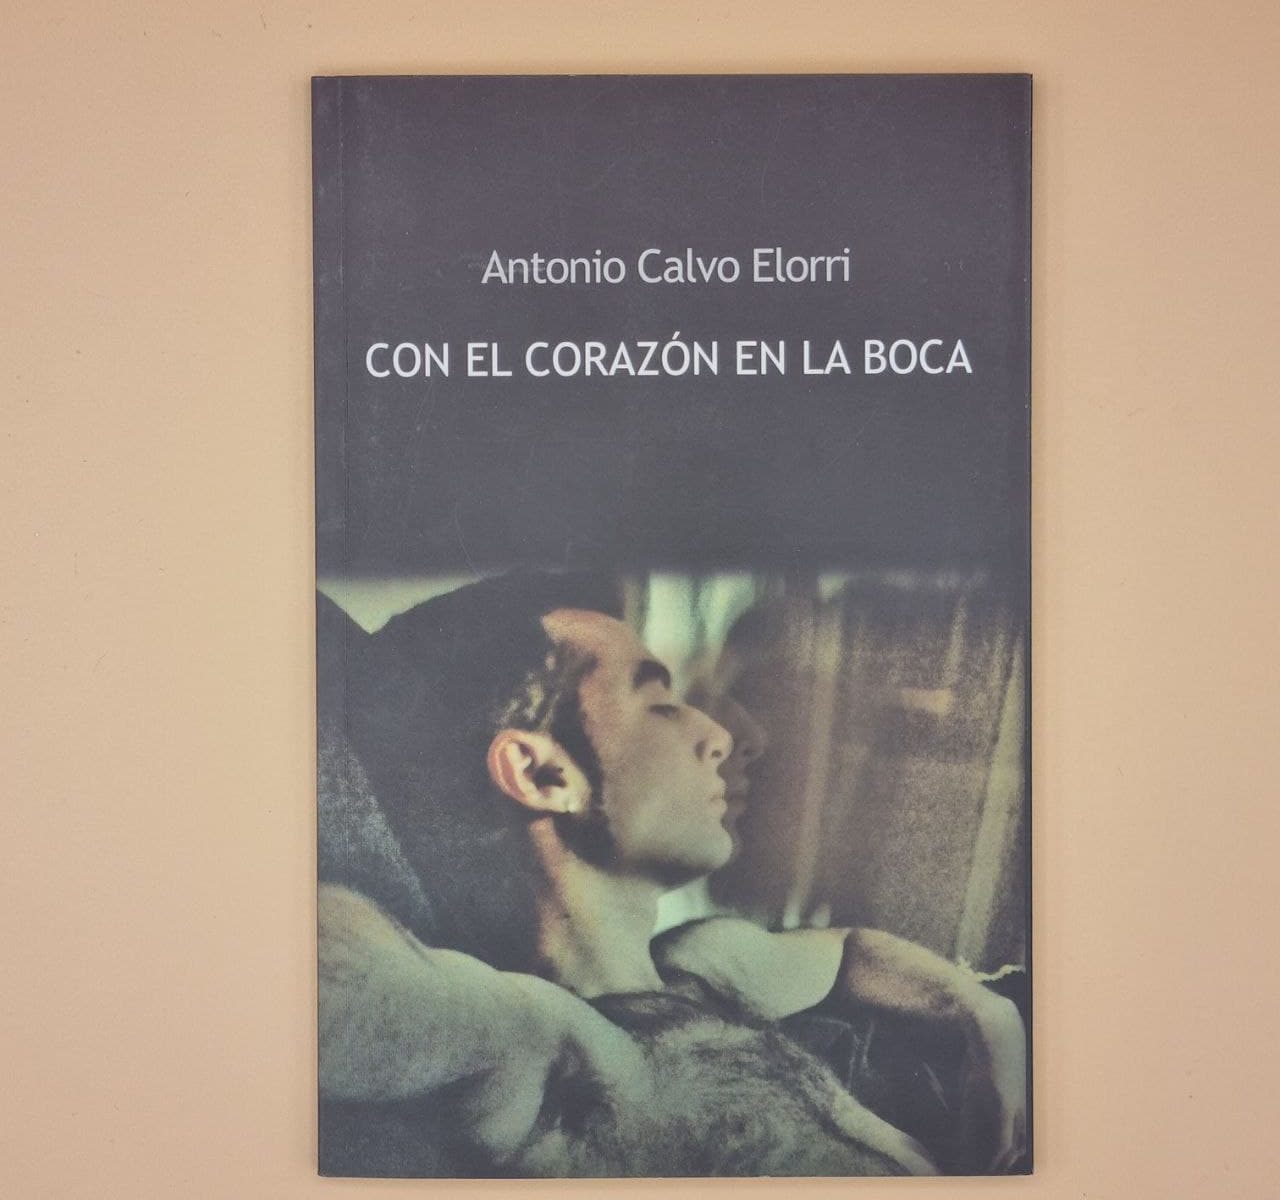 Antonio Calvo Elorri
CON EL CORAZÓN EN LA BOCA